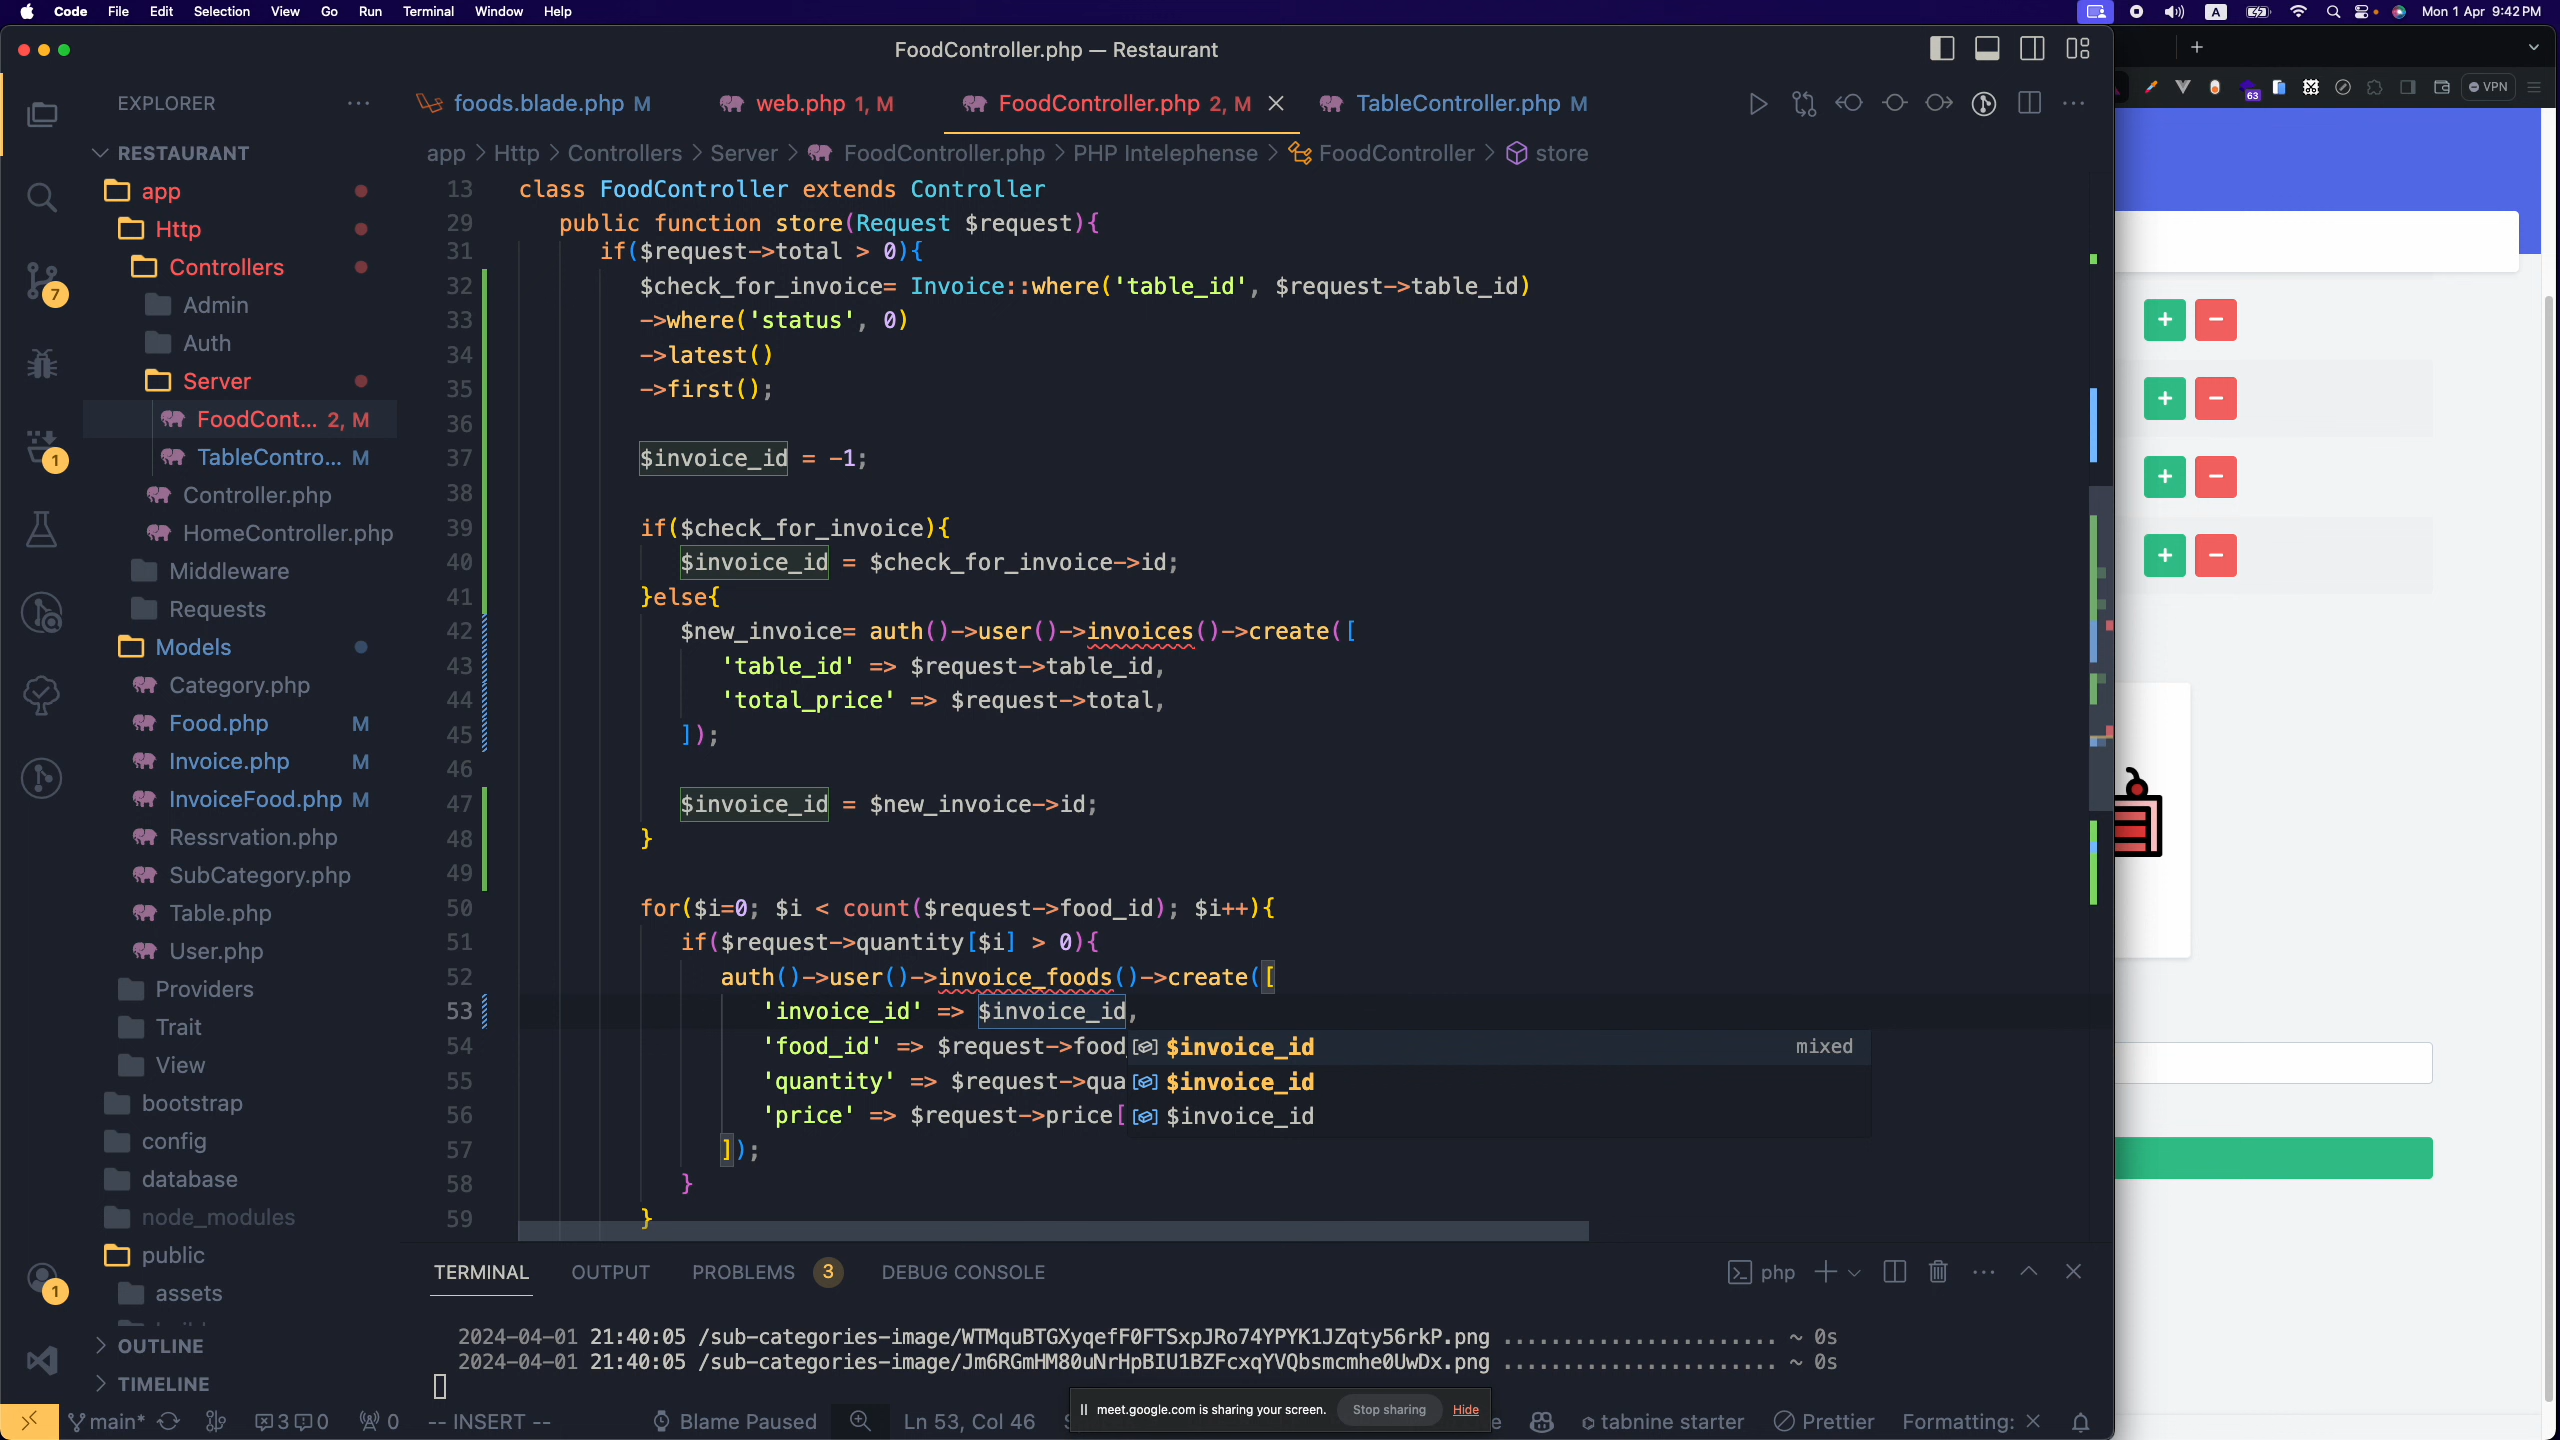 Code File Edit Selection View Go Run Terminal Window Help
A
Mon 1 Apr 9:42 PM
FoodController.php — Restaurant
EXPLORER
foods.blade.php M
web.php 1, M
FoodController.php 2, M
TableController.php M
63
VPN
app > Http > Controllers > Server > FoodController.php > PHP Intelephense > FoodController > store
RESTAURANT
app
Http
Controllers
Admin
Auth
Server
FoodCont... 2, M
TableContro... M
Controller.php
HomeController.php
Middleware
Requests
Models
Category.php
Food.php M
Invoice.php M
InvoiceFood.php M
Ressrvation.php
SubCategory.php
Table.php
User.php
Providers
Trait
View
bootstrap
config
database
node_modules
public
assets
OUTLINE
TIMELINE
7
1
1
13 class FoodController extends Controller
29 public function store(Request $request){
31 if($request->total > 0){
32 $check_for_invoice= Invoice::where('table_id', $request->table_id)
33 ->where('status', 0)
34 ->latest()
35 ->first();
36
37 $invoice_id = -1;
38
39 if($check_for_invoice){
40 $invoice_id = $check_for_invoice->id;
41 }else{
42 $new_invoice= auth()->user()->invoices()->create([
43 'table_id' => $request->table_id,
44 'total_price' => $request->total,
45 ]);
46
47 $invoice_id = $new_invoice->id;
48 }
49
50 for($i=0; $i < count($request->food_id); $i++){
51 if($request->quantity[$i] > 0){
52 auth()->user()->invoice_foods()->create([
53 'invoice_id' => $invoice_id,
54 'food_id' => $request->food
55 'quantity' => $request->qua
56 'price' => $request->price[
57 ]);
58 }
59 }
$invoice_id mixed
$invoice_id
$invoice_id
+ −
+ −
+ −
+ −
TERMINAL OUTPUT PROBLEMS 3 DEBUG CONSOLE
php
2024-04-01 21:40:05 /sub-categories-image/WTMquBTGXyqefF0FTSxpJRo74YPYK1JZqty56rkP.png ....................... ~ 0s
2024-04-01 21:40:05 /sub-categories-image/Jm6RGmHM80uNrHpBIU1BZFcxqYVQbsmcmhe0UwDx.png ....................... ~ 0s
meet.google.com is sharing your screen. Stop sharing Hide
main* 3 0 0 -- INSERT -- Blame Paused Ln 53, Col 46 tabnine starter Prettier Formatting: